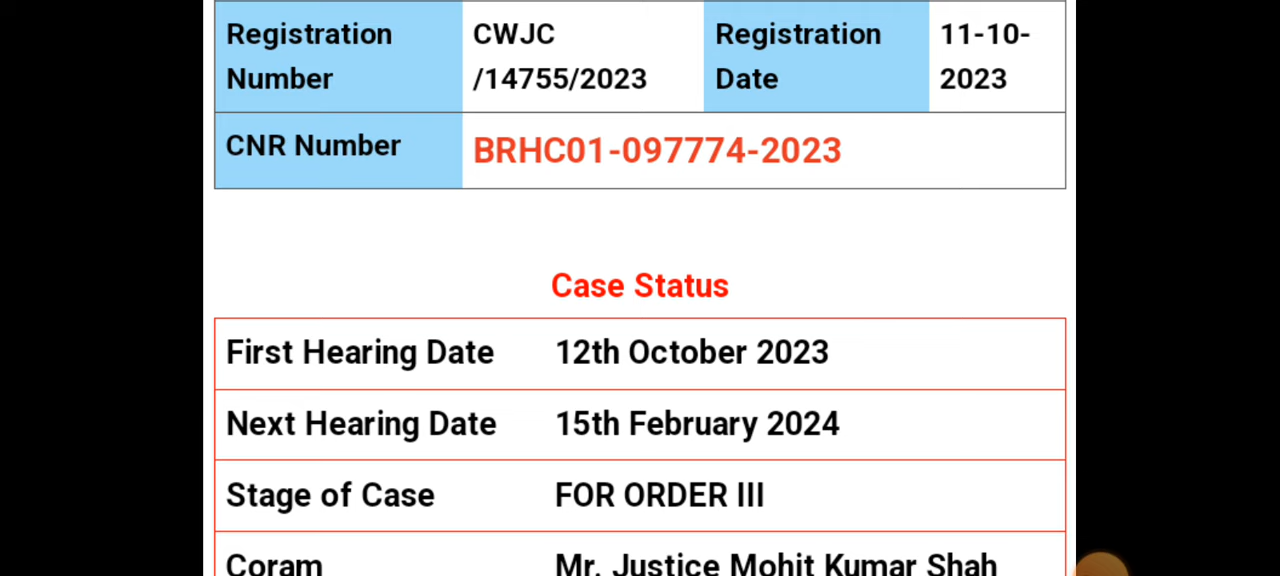 Registration Number CWJC /14755/2023 Registration Date 11-10-2023
CNR Number BRHC01-097774-2023
Case Status
First Hearing Date 12th October 2023
Next Hearing Date 15th February 2024
Stage of Case FOR ORDER III
Coram Mr. Justice Mohit Kumar Shah